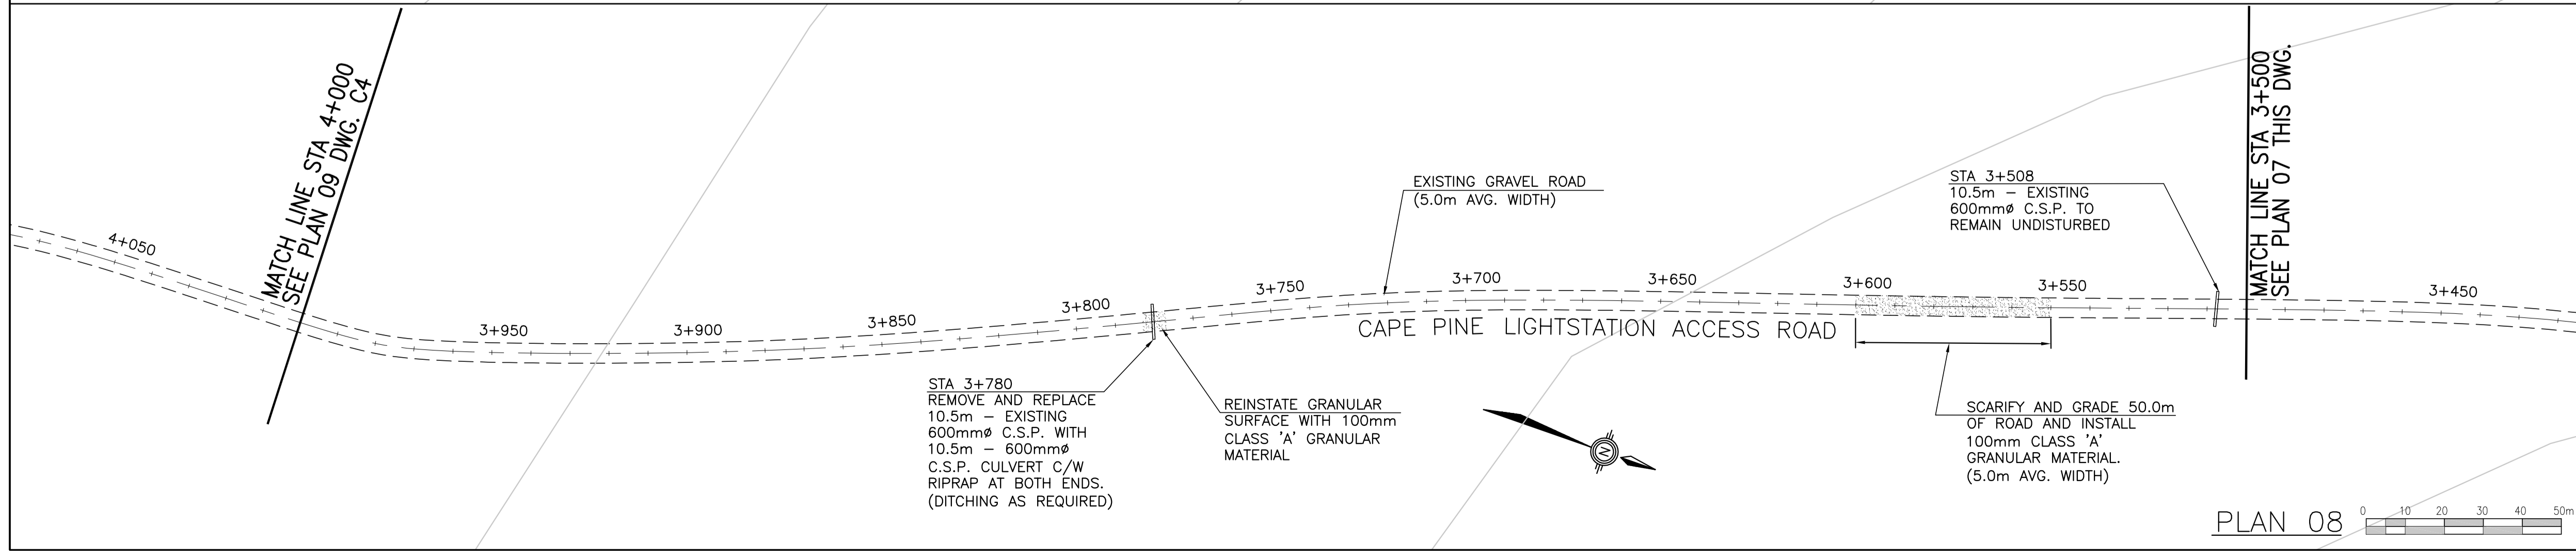 MATCH LINE STA 4+000
SEE PLAN 09 DWG. C4
4+050
3+950
3+900
3+850
3+800
3+750
3+700
3+650
3+600
3+550
3+450
EXISTING GRAVEL ROAD
(5.0m AVG. WIDTH)
STA 3+508
10.5m - EXISTING
600mmø C.S.P. TO
REMAIN UNDISTURBED
MATCH LINE STA 3+500
SEE PLAN 07 THIS DWG.
CAPE PINE LIGHTSTATION ACCESS ROAD
STA 3+780
REMOVE AND REPLACE
10.5m - EXISTING
600mmø C.S.P. WITH
10.5m - 600mmø
C.S.P. CULVERT C/W
RIPRAP AT BOTH ENDS.
(DITCHING AS REQUIRED)
REINSTATE GRANULAR
SURFACE WITH 100mm
CLASS 'A' GRANULAR
MATERIAL
N
SCARIFY AND GRADE 50.0m
OF ROAD AND INSTALL
100mm CLASS 'A'
GRANULAR MATERIAL.
(5.0m AVG. WIDTH)
PLAN 08
0 10 20 30 40 50m